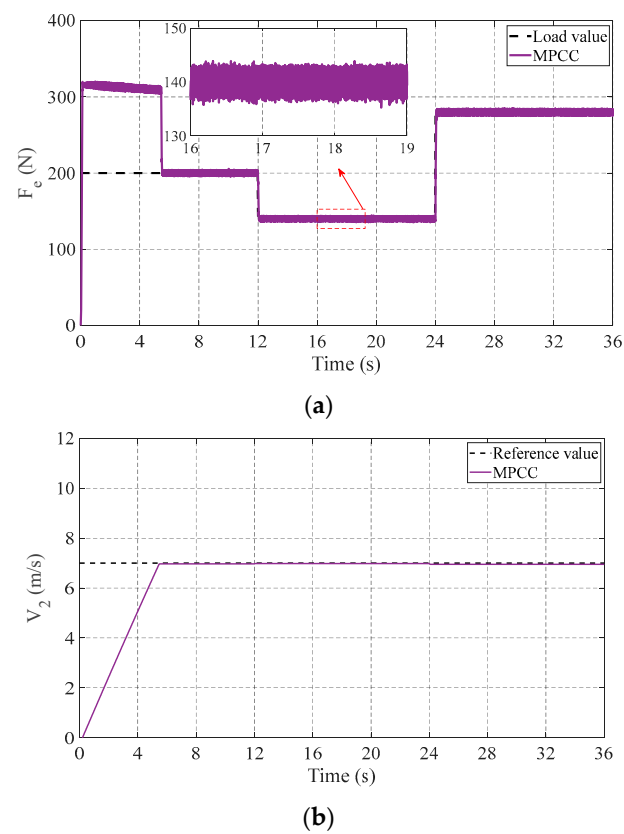 400
300
200
100
0
F_e (N)
150
140
130
16 17 18 19
Load value
MPCC
0 4 8 12 16 20 24 28 32 36
Time (s)
(a)
12
10
8
6
4
2
0
V_2 (m/s)
Reference value
MPCC
0 4 8 12 16 20 24 28 32 36
Time (s)
(b)